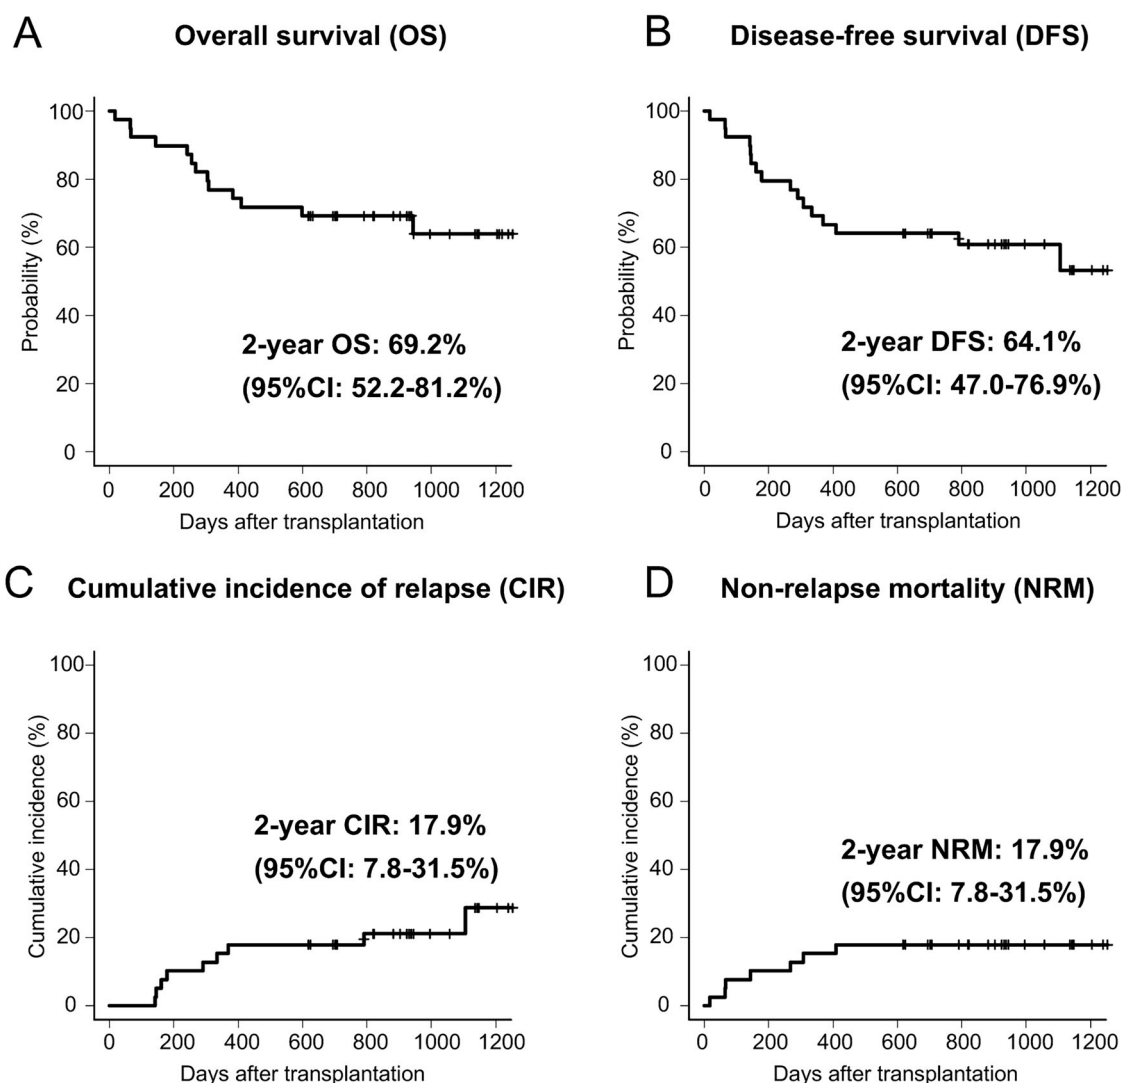 A
Overall survival (OS)
100
80
60
40
20
0
Probability (%)
2-year OS: 69.2%
(95%CI: 52.2-81.2%)
0 200 400 600 800 1000 1200
Days after transplantation
B
Disease-free survival (DFS)
100
80
60
40
20
0
Probability (%)
2-year DFS: 64.1%
(95%CI: 47.0-76.9%)
0 200 400 600 800 1000 1200
Days after transplantation
C
Cumulative incidence of relapse (CIR)
100
80
60
40
20
0
Cumulative incidence (%)
2-year CIR: 17.9%
(95%CI: 7.8-31.5%)
0 200 400 600 800 1000 1200
Days after transplantation
D
Non-relapse mortality (NRM)
100
80
60
40
20
0
Cumulative incidence (%)
2-year NRM: 17.9%
(95%CI: 7.8-31.5%)
0 200 400 600 800 1000 1200
Days after transplantation